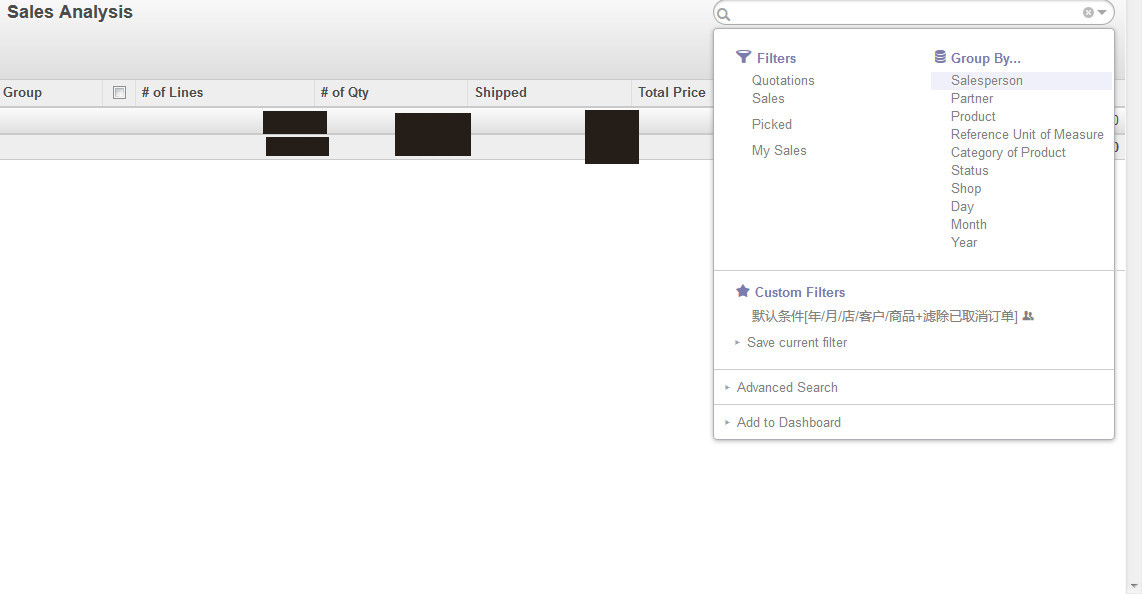 Sales Analysis
Group
# of Lines
# of Qty
Shipped
Total Price
0
0
Filters
Quotations
Sales
Picked
My Sales
Group By...
Salesperson
Partner
Product
Reference Unit of Measure
Category of Product
Status
Shop
Day
Month
Year
Custom Filters
默认条件[年/月/店/客户/商品+滤除已取消订单]
Save current filter
Advanced Search
Add to Dashboard